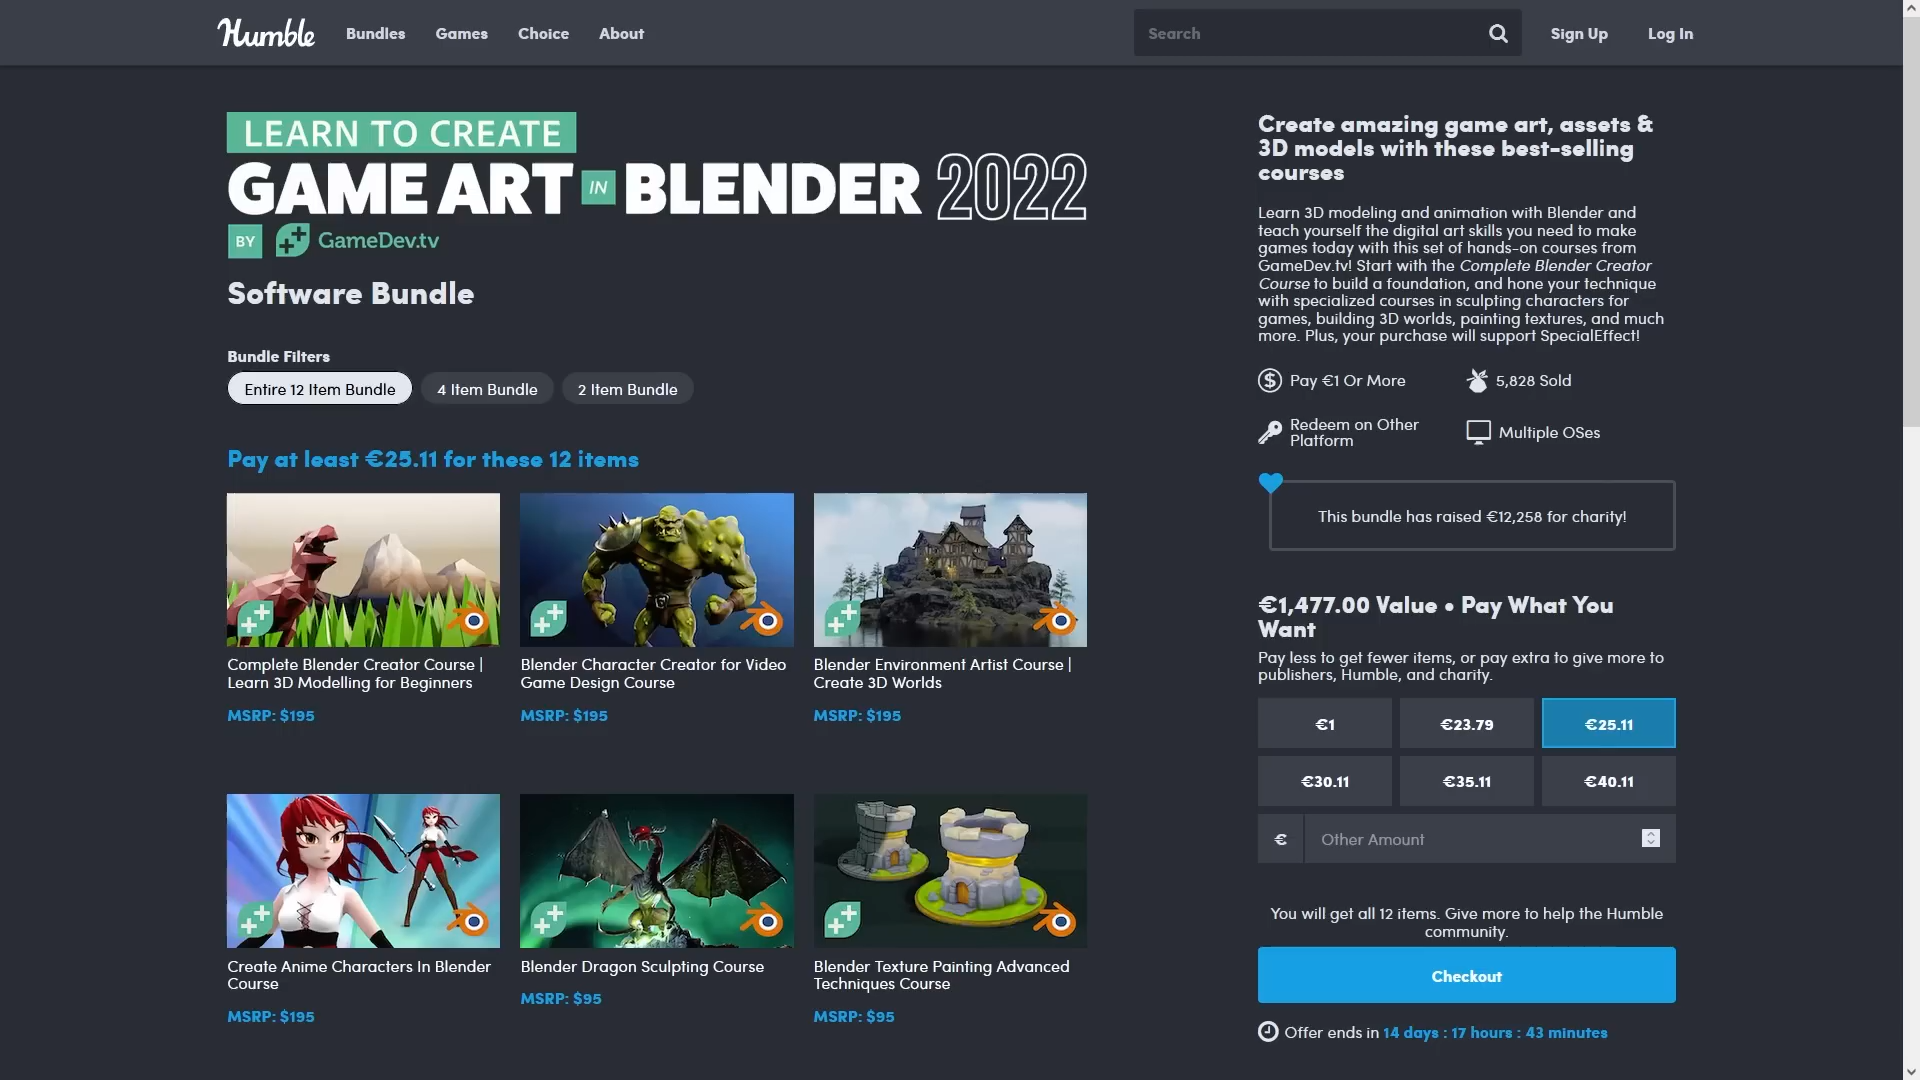 Humble
Bundles
Games
Choice
About
Search
Sign Up
Log In
LEARN TO CREATE
GAME ART IN BLENDER 2022
BY GameDev.tv
Software Bundle
Bundle Filters
Entire 12 Item Bundle
4 Item Bundle
2 Item Bundle
Pay at least €25.11 for these 12 items
Complete Blender Creator Course |
Learn 3D Modelling for Beginners
MSRP: $195
Blender Character Creator for Video
Game Design Course
MSRP: $195
Blender Environment Artist Course |
Create 3D Worlds
MSRP: $195
Create Anime Characters In Blender
Course
MSRP: $195
Blender Dragon Sculpting Course
MSRP: $95
Blender Texture Painting Advanced
Techniques Course
MSRP: $95
Create amazing game art, assets &
3D models with these best-selling
courses
Learn 3D modeling and animation with Blender and
teach yourself the digital art skills you need to make
games today with this set of hands-on courses from
GameDev.tv! Start with the Complete Blender Creator
Course to build a foundation, and hone your technique
with specialized courses in sculpting characters for
games, building 3D worlds, painting textures, and much
more. Plus, your purchase will support SpecialEffect!
Pay €1 Or More
5,828 Sold
Redeem on Other
Platform
Multiple OSes
This bundle has raised €12,258 for charity!
€1,477.00 Value • Pay What You
Want
Pay less to get fewer items, or pay extra to give more to
publishers, Humble, and charity.
€1
€23.79
€25.11
€30.11
€35.11
€40.11
€
Other Amount
You will get all 12 items. Give more to help the Humble
community.
Checkout
Offer ends in 14 days : 17 hours : 43 minutes